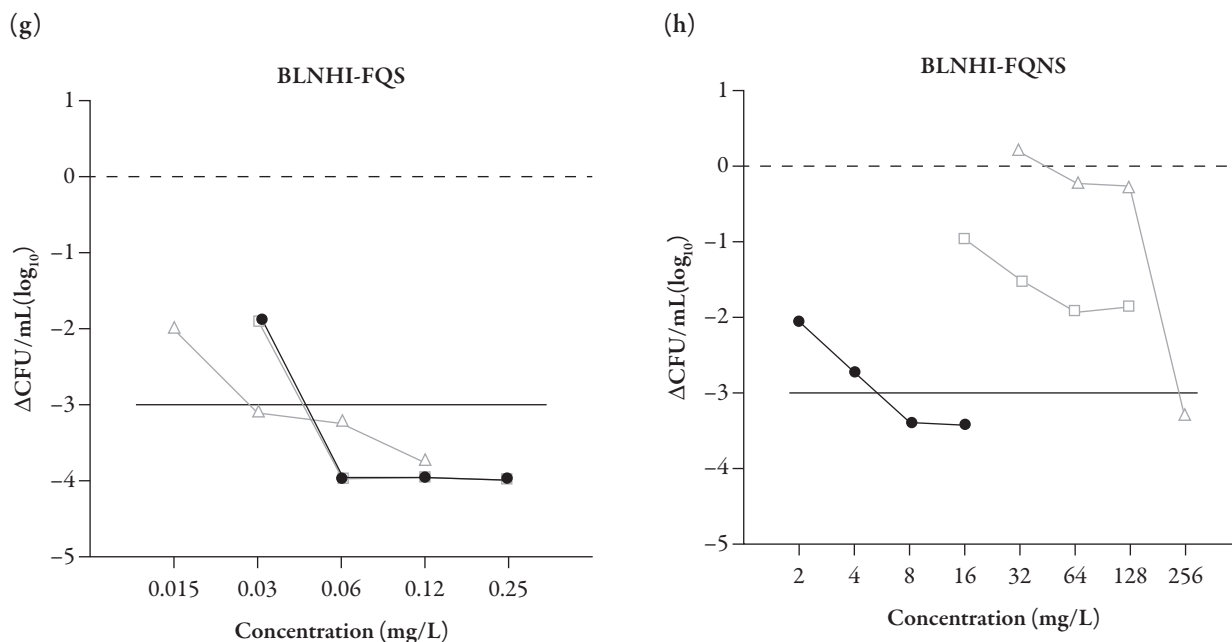 (g)
BLNHI-FQS
1
0
–1
–2
–3
–4
–5
ΔCFU/mL(log₁₀)
0.015 0.03 0.06 0.12 0.25
Concentration (mg/L)
(h)
BLNHI-FQNS
1
0
–1
–2
–3
–4
–5
ΔCFU/mL(log₁₀)
2 4 8 16 32 64 128 256
Concentration (mg/L)